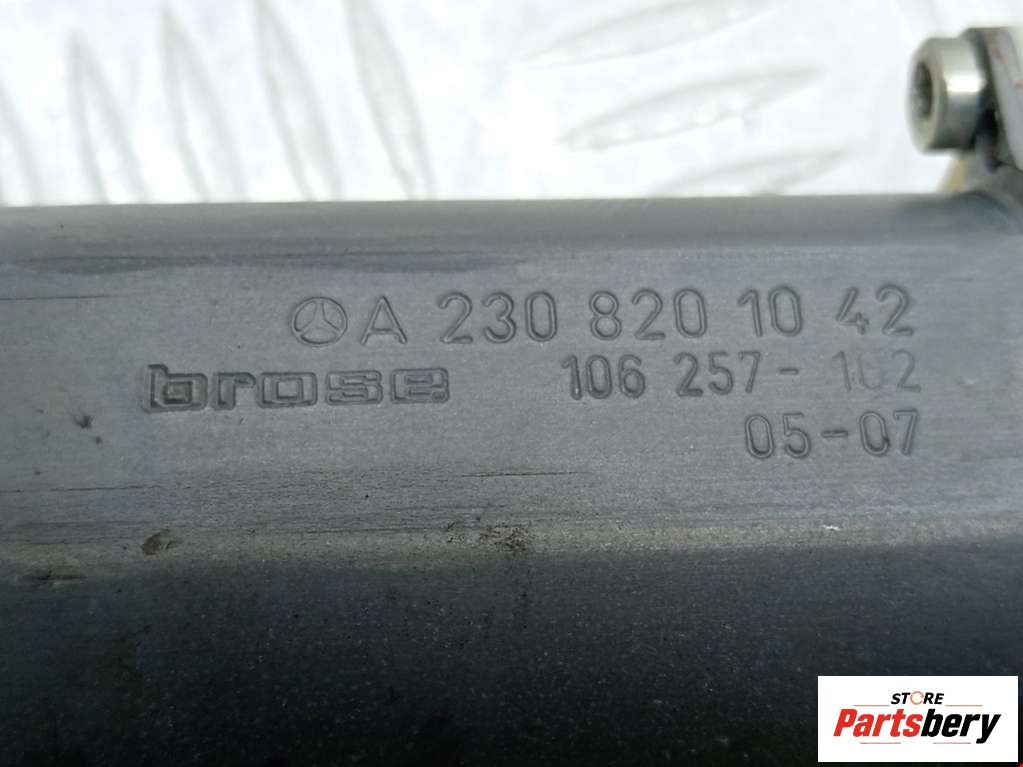 A 230 820 10 42
brose 106 257-102
05-07
STORE
Partsbery